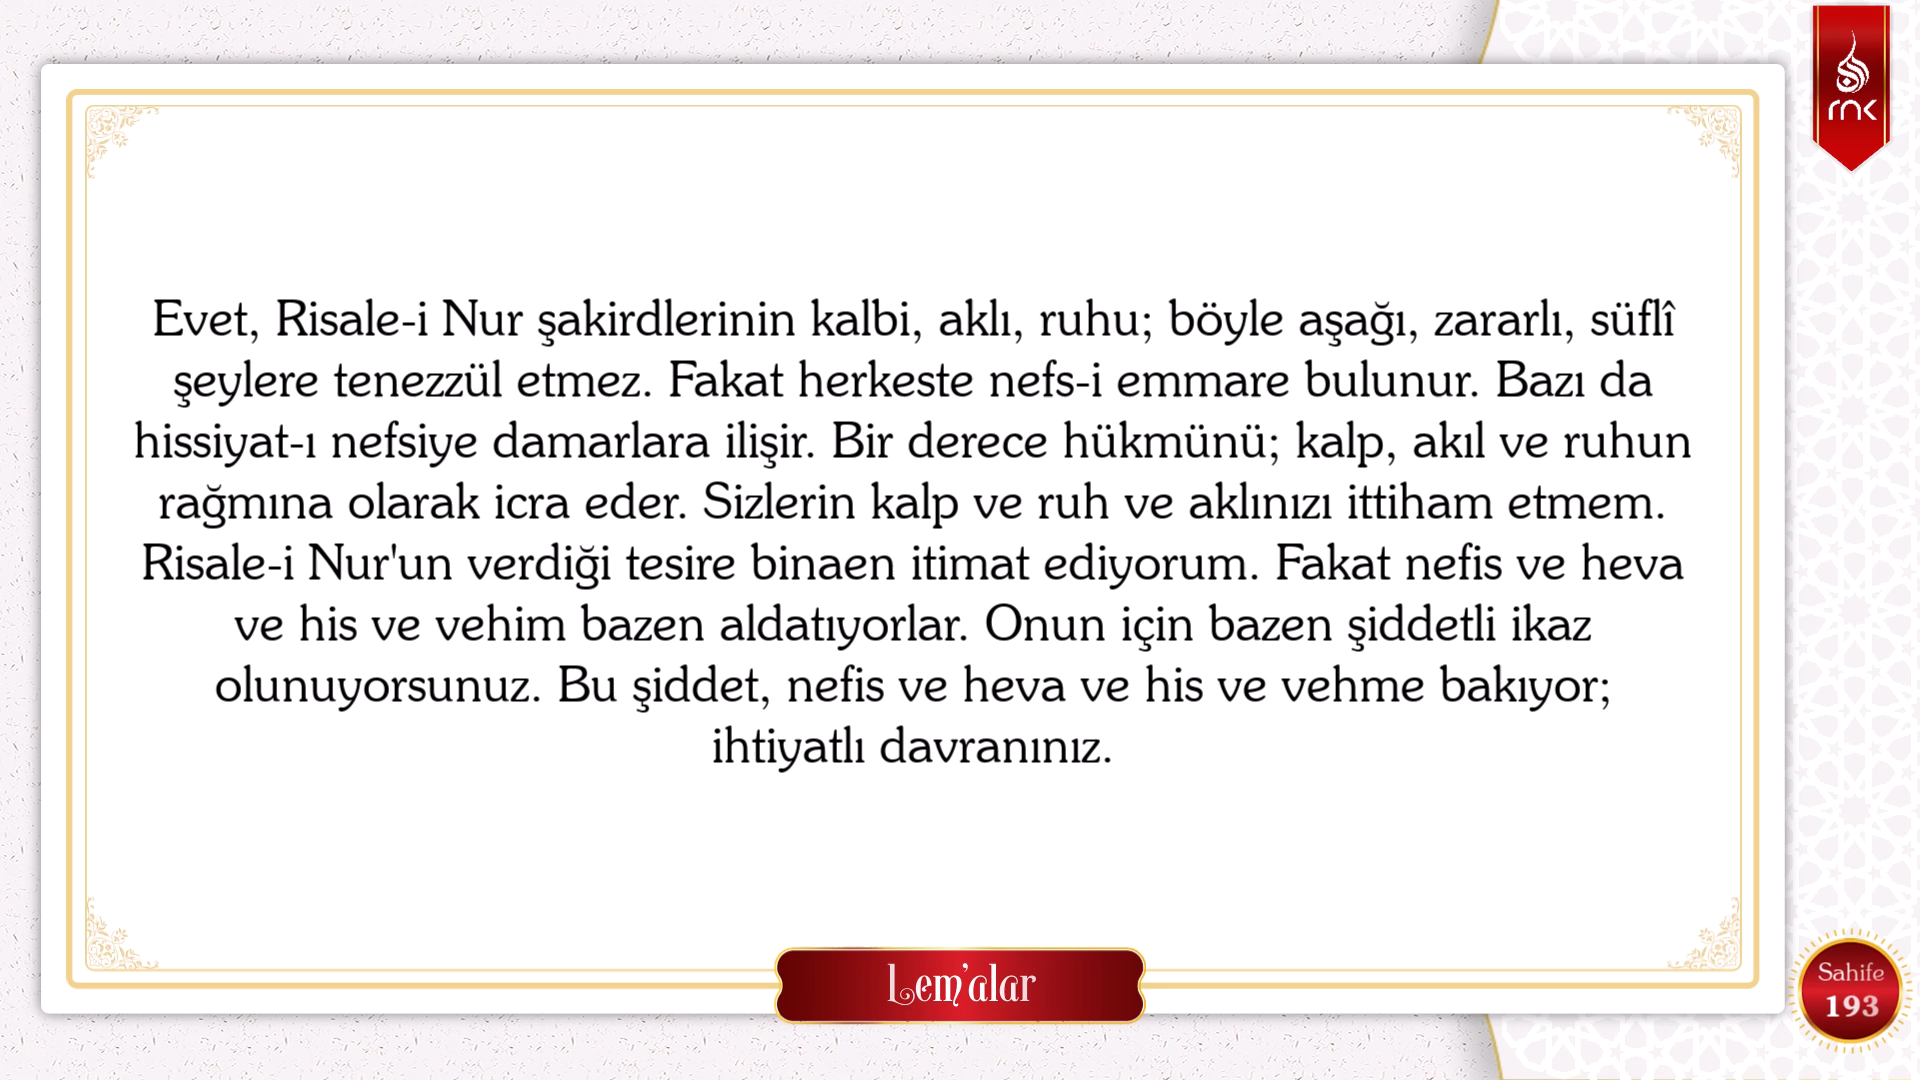 rnk
Evet, Risale-i Nur şakirdlerinin kalbi, aklı, ruhu; böyle aşağı, zararlı, süflî
şeylere tenezzül etmez. Fakat herkeste nefs-i emmare bulunur. Bazı da
hissiyat-ı nefsiye damarlara ilişir. Bir derece hükmünü; kalp, akıl ve ruhun
rağmına olarak icra eder. Sizlerin kalp ve ruh ve aklınızı ittiham etmem.
Risale-i Nur'un verdiği tesire binaen itimat ediyorum. Fakat nefis ve heva
ve his ve vehim bazen aldatıyorlar. Onun için bazen şiddetli ikaz
olunuyorsunuz. Bu şiddet, nefis ve heva ve his ve vehme bakıyor;
ihtiyatlı davranınız.
Lem'alar
Sahife
193